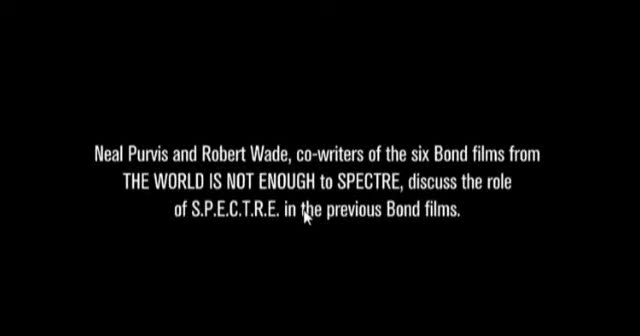 Neal Purvis and Robert Wade, co-writers of the six Bond films from
THE WORLD IS NOT ENOUGH to SPECTRE, discuss the role
of S.P.E.C.T.R.E. in the previous Bond films.